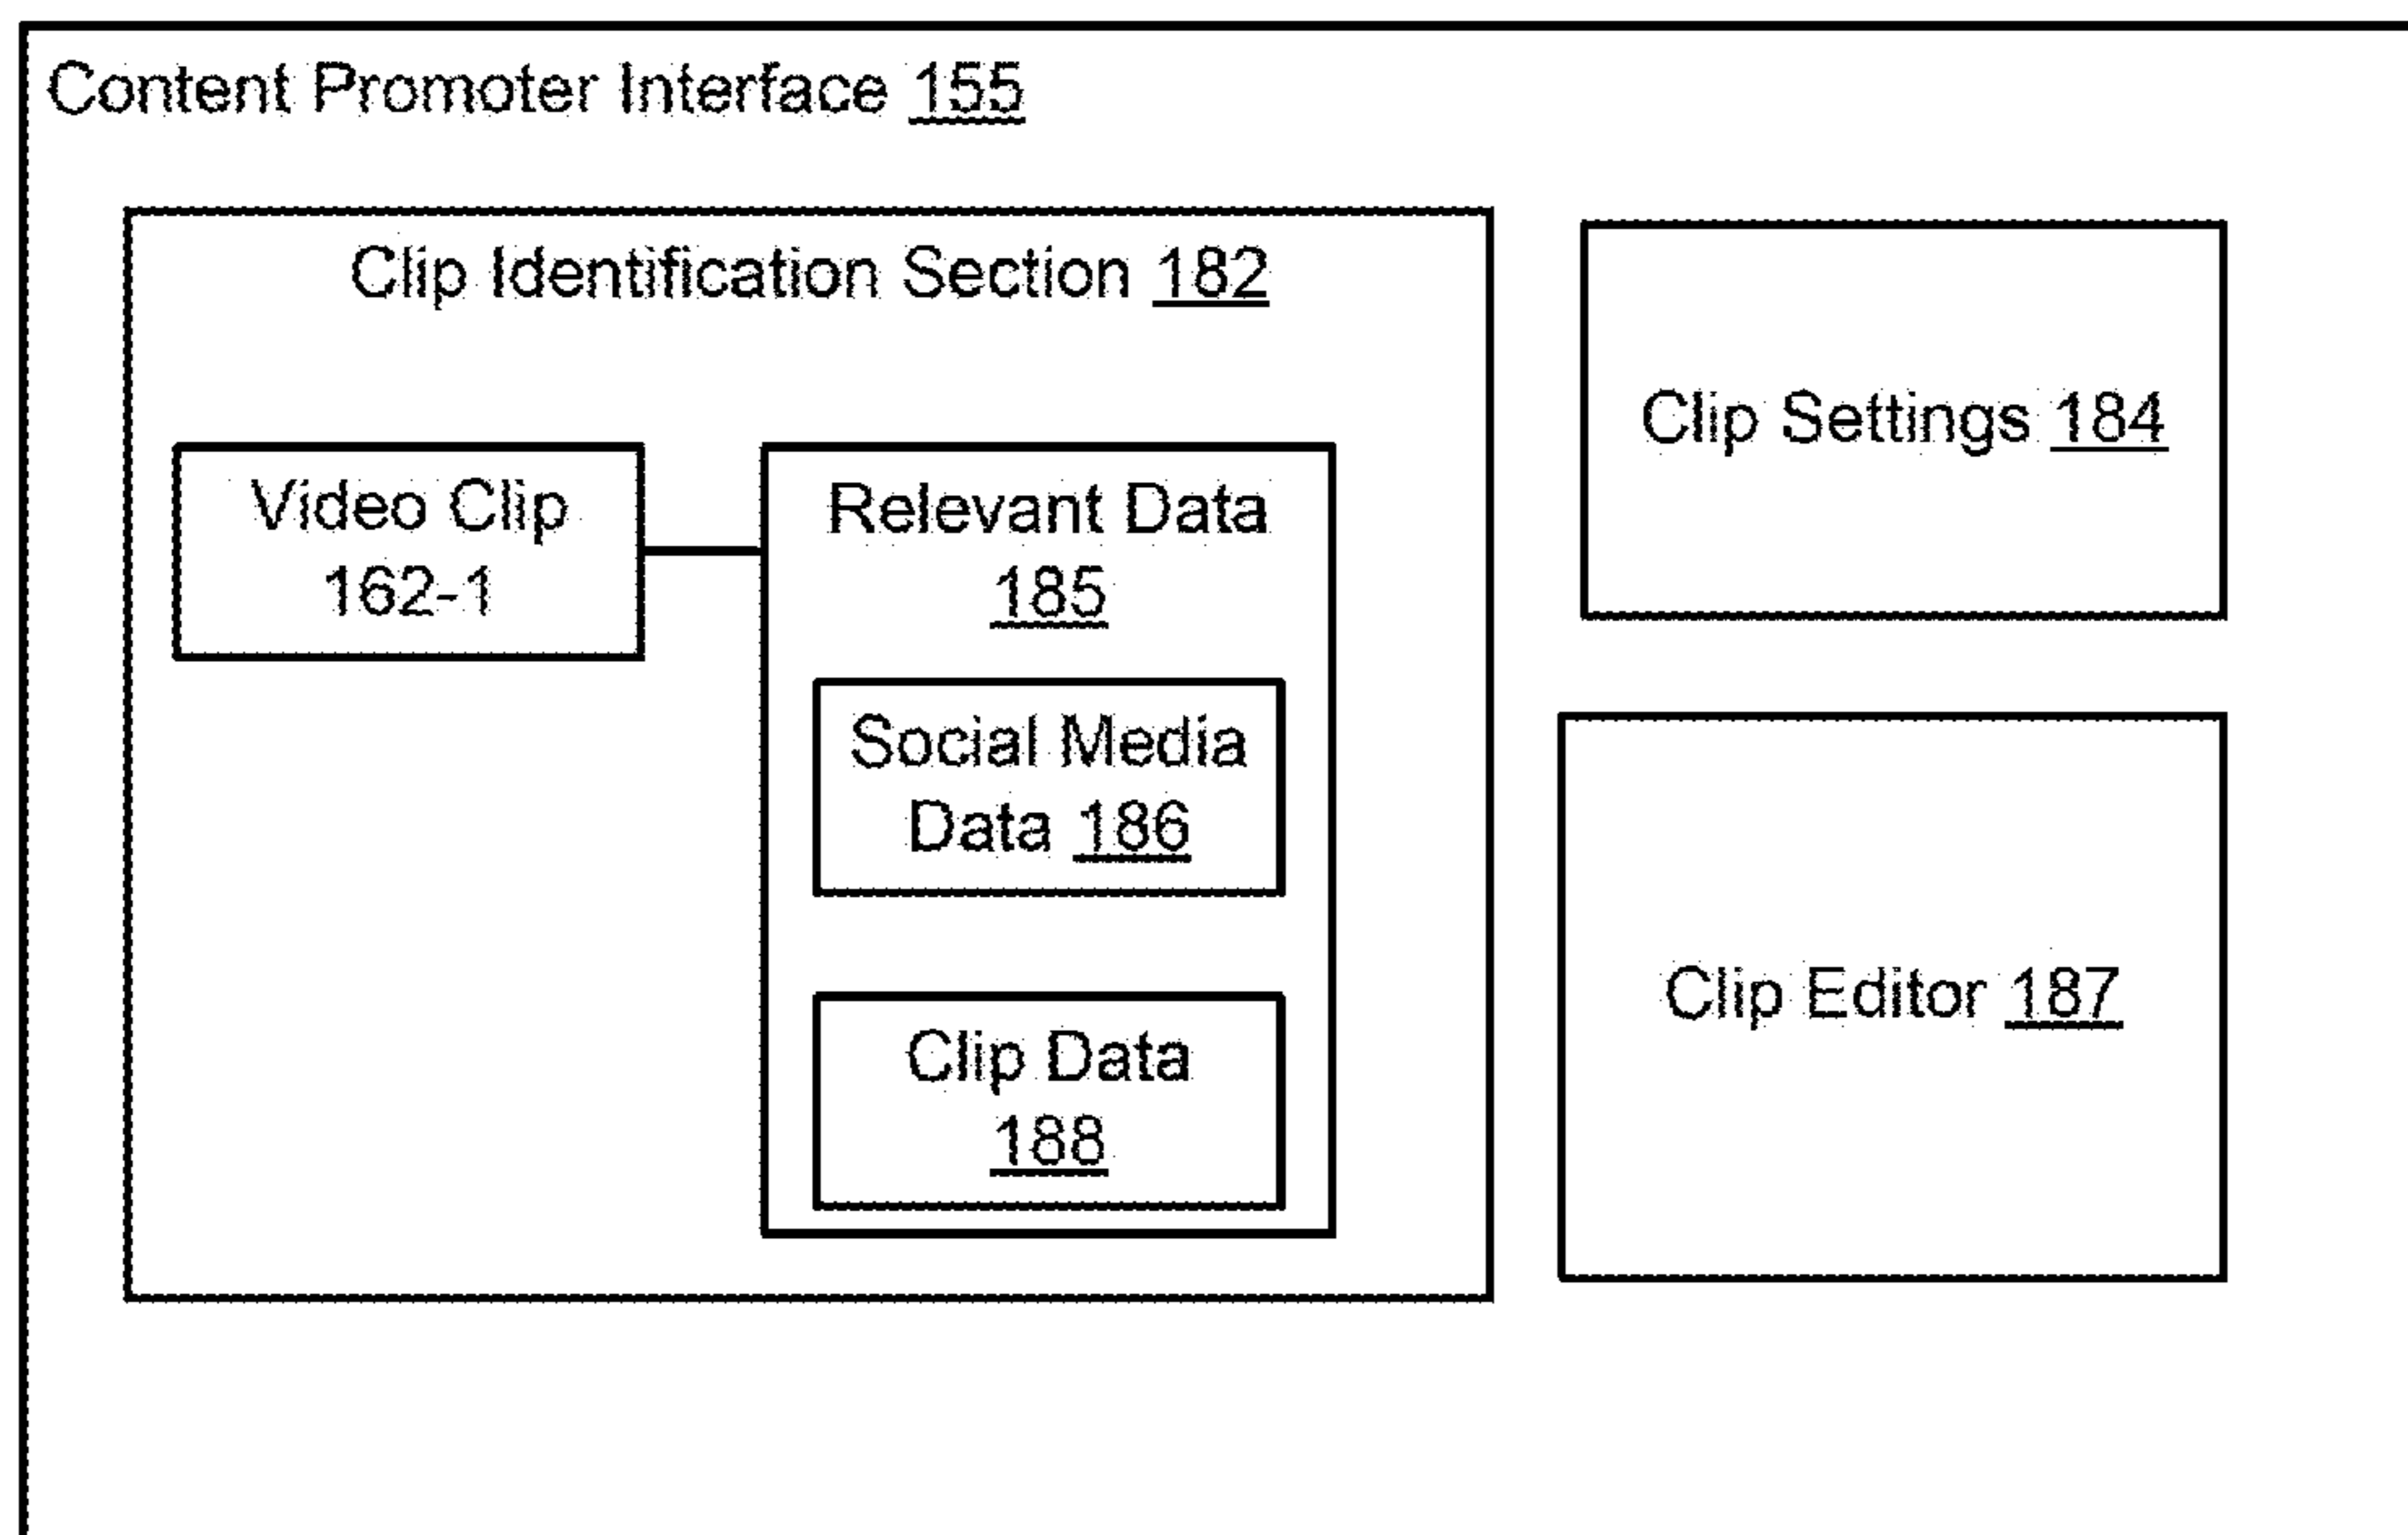 Content Promoter Interface 155
Clip Identification Section 182
Video Clip
162-1
Relevant Data
185
Social Media
Data 186
Clip Data
188
Clip Settings 184
Clip Editor 187